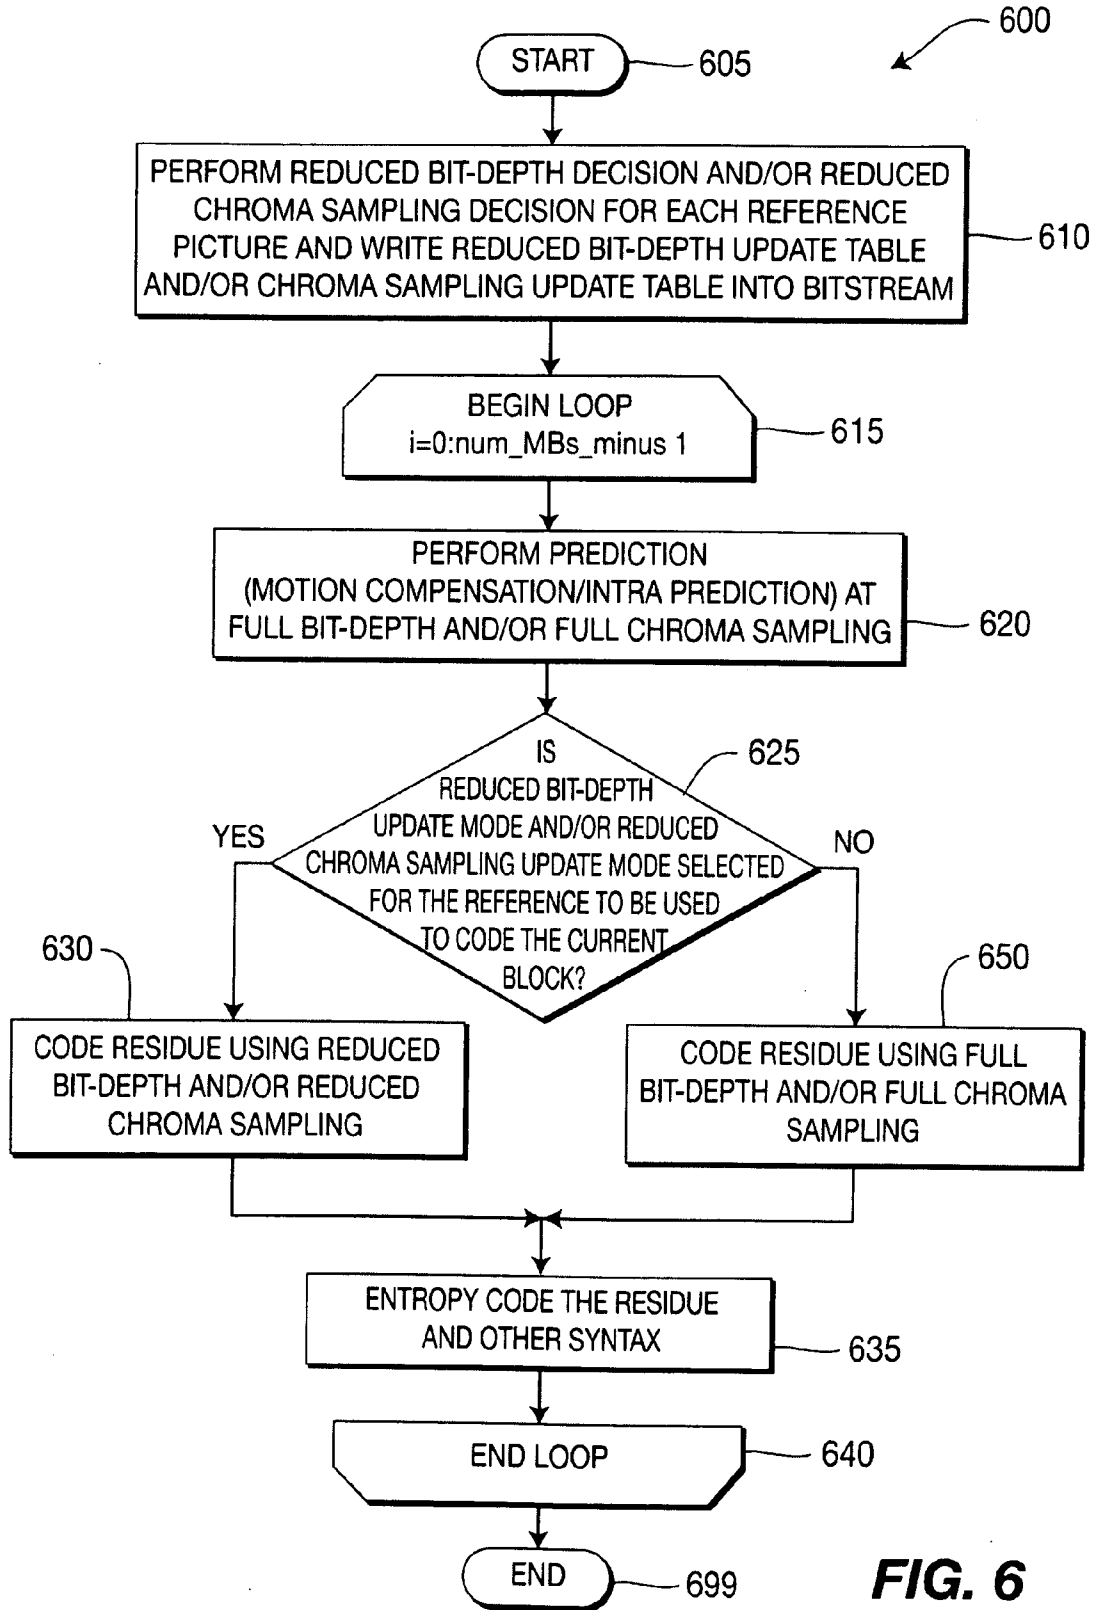 600
START
605
PERFORM REDUCED BIT-DEPTH DECISION AND/OR REDUCED
CHROMA SAMPLING DECISION FOR EACH REFERENCE
PICTURE AND WRITE REDUCED BIT-DEPTH UPDATE TABLE
AND/OR CHROMA SAMPLING UPDATE TABLE INTO BITSTREAM
610
BEGIN LOOP
i=0:num_MBs_minus 1
615
PERFORM PREDICTION
(MOTION COMPENSATION/INTRA PREDICTION) AT
FULL BIT-DEPTH AND/OR FULL CHROMA SAMPLING
620
IS
REDUCED BIT-DEPTH
UPDATE MODE AND/OR REDUCED
CHROMA SAMPLING UPDATE MODE SELECTED
FOR THE REFERENCE TO BE USED
TO CODE THE CURRENT
BLOCK?
625
YES
NO
630
CODE RESIDUE USING REDUCED
BIT-DEPTH AND/OR REDUCED
CHROMA SAMPLING
650
CODE RESIDUE USING FULL
BIT-DEPTH AND/OR FULL CHROMA
SAMPLING
ENTROPY CODE THE RESIDUE
AND OTHER SYNTAX
635
END LOOP
640
END
699
FIG. 6